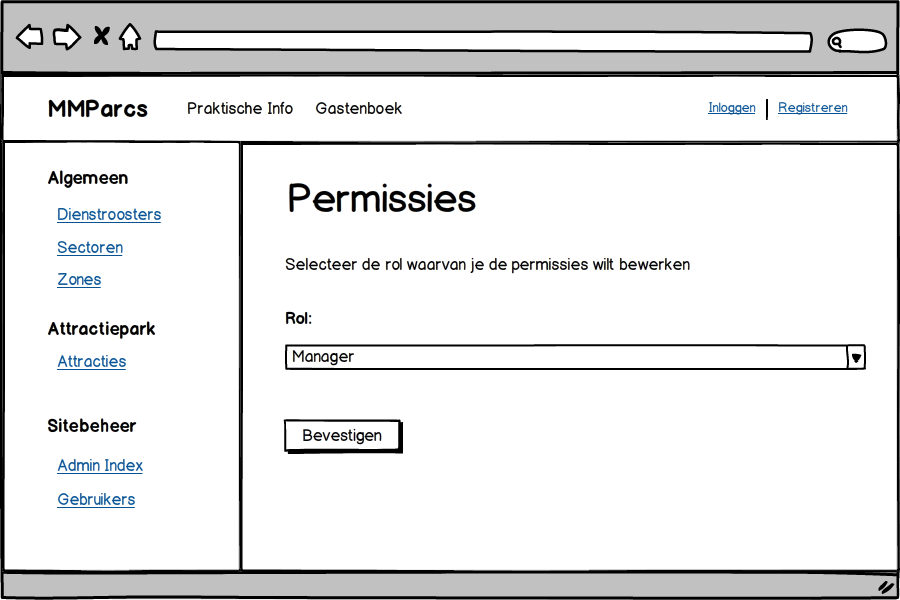 MMParcs Praktische Info Gastenboek Inloggen Registreren
Algemeen
Dienstroosters
Sectoren
Zones
Attractiepark
Attracties
Sitebeheer
Admin Index
Gebruikers
Permissies
Selecteer de rol waarvan je de permissies wilt bewerken
Rol:
Manager
Bevestigen